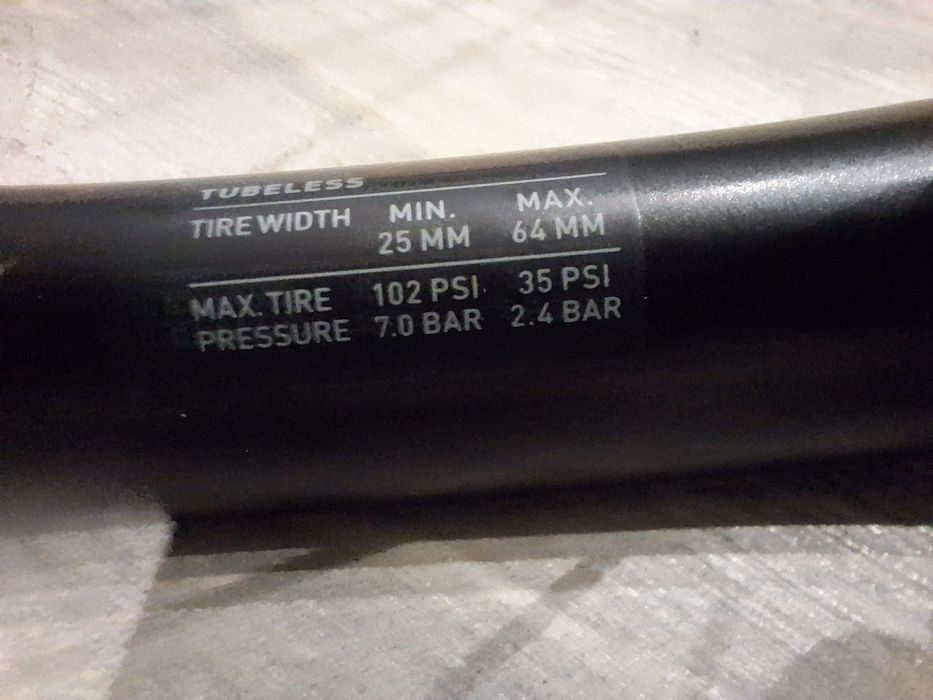 TUBELESS
TIRE WIDTH MIN. 25 MM MAX. 64 MM
MAX. TIRE PRESSURE 102 PSI 7.0 BAR 35 PSI 2.4 BAR